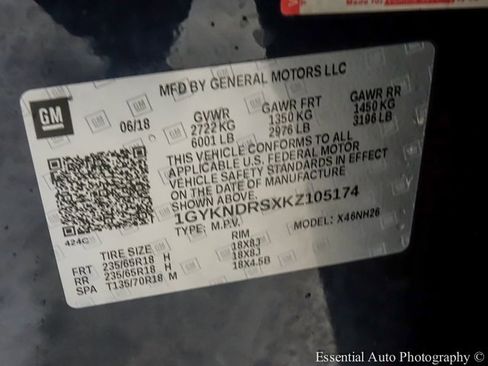 MFD BY GENERAL MOTORS LLC
GM
06/18
GVWR
2722 KG
6001 LB
GAWR FRT
1350 KG
2976 LB
GAWR RR
1450 KG
3196 LB
THIS VEHICLE CONFORMS TO ALL
APPLICABLE U.S. FEDERAL MOTOR
VEHICLE SAFETY STANDARDS IN EFFECT
ON THE DATE OF MANUFACTURE
SHOWN ABOVE.
1GYKNDRSXKZ105174
TYPE: M.P.V.
MODEL: X46NH26
424C
TIRE SIZE RIM
FRT 235/65R18 H 18X8J
RR 235/65R18 H 18X8J
SPA T135/70R18 M 18X4.5B
Essential Auto Photography ©